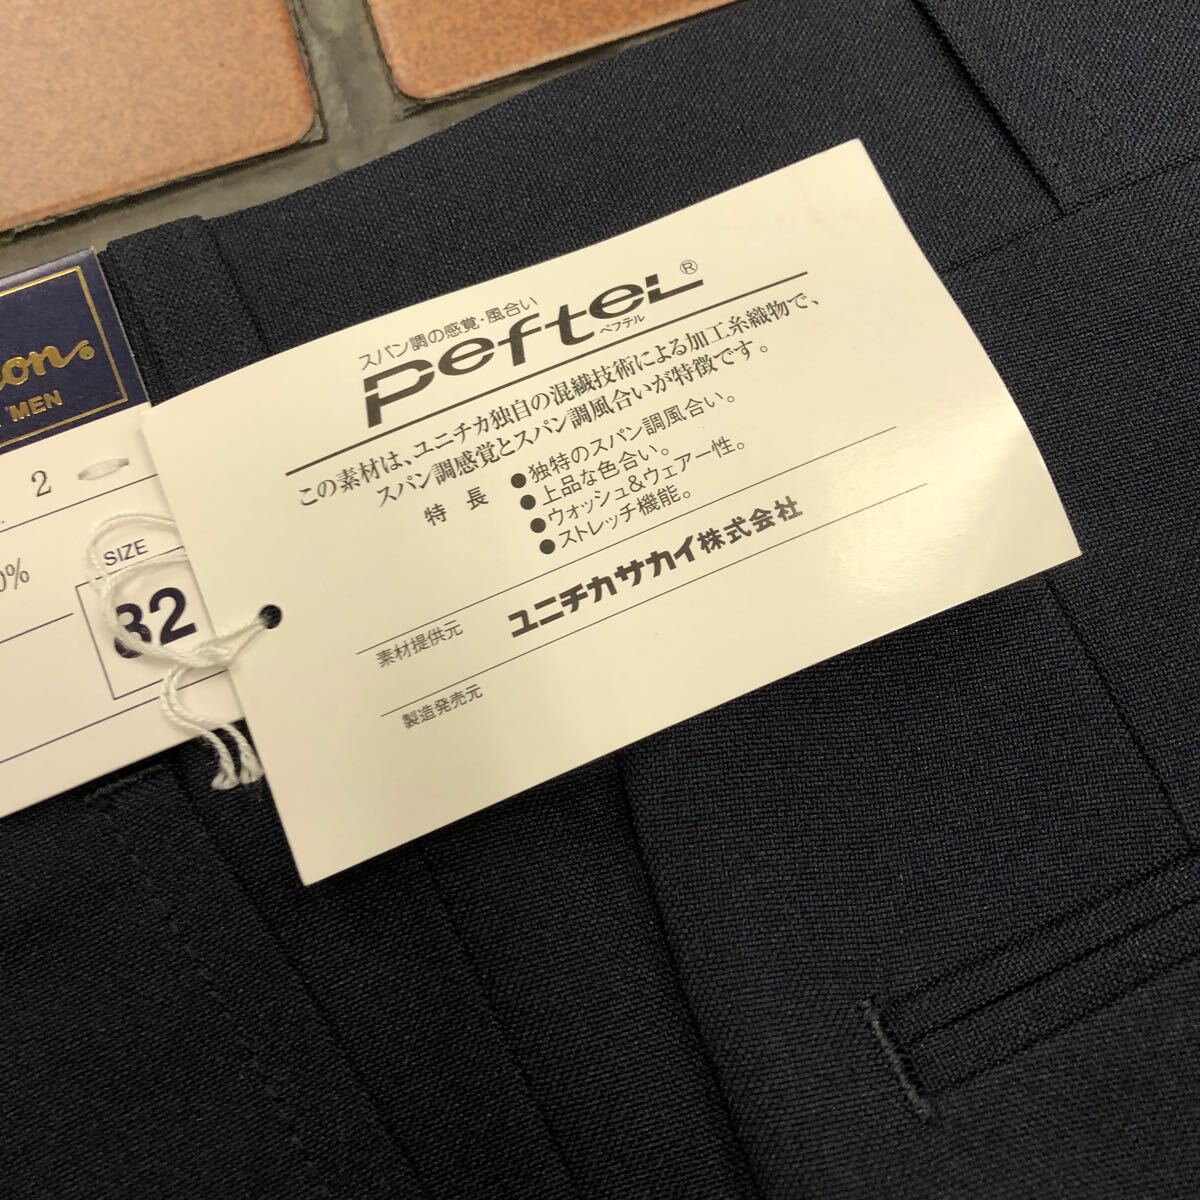 スパン調の感覚・風合い
Peftel®
ペフテル
この素材は、ユニチカ独自の混繊技術による加工糸織物で、
スパン調感覚とスパン調風合いが特徴です。
特長
●独特のスパン調風合い。
●上品な色合い。
●ウォッシュ&ウェアー性。
●ストレッチ機能。
素材提供元 ユニチカサカイ株式会社
製造発売元
MEN
2
0%
SIZE
82